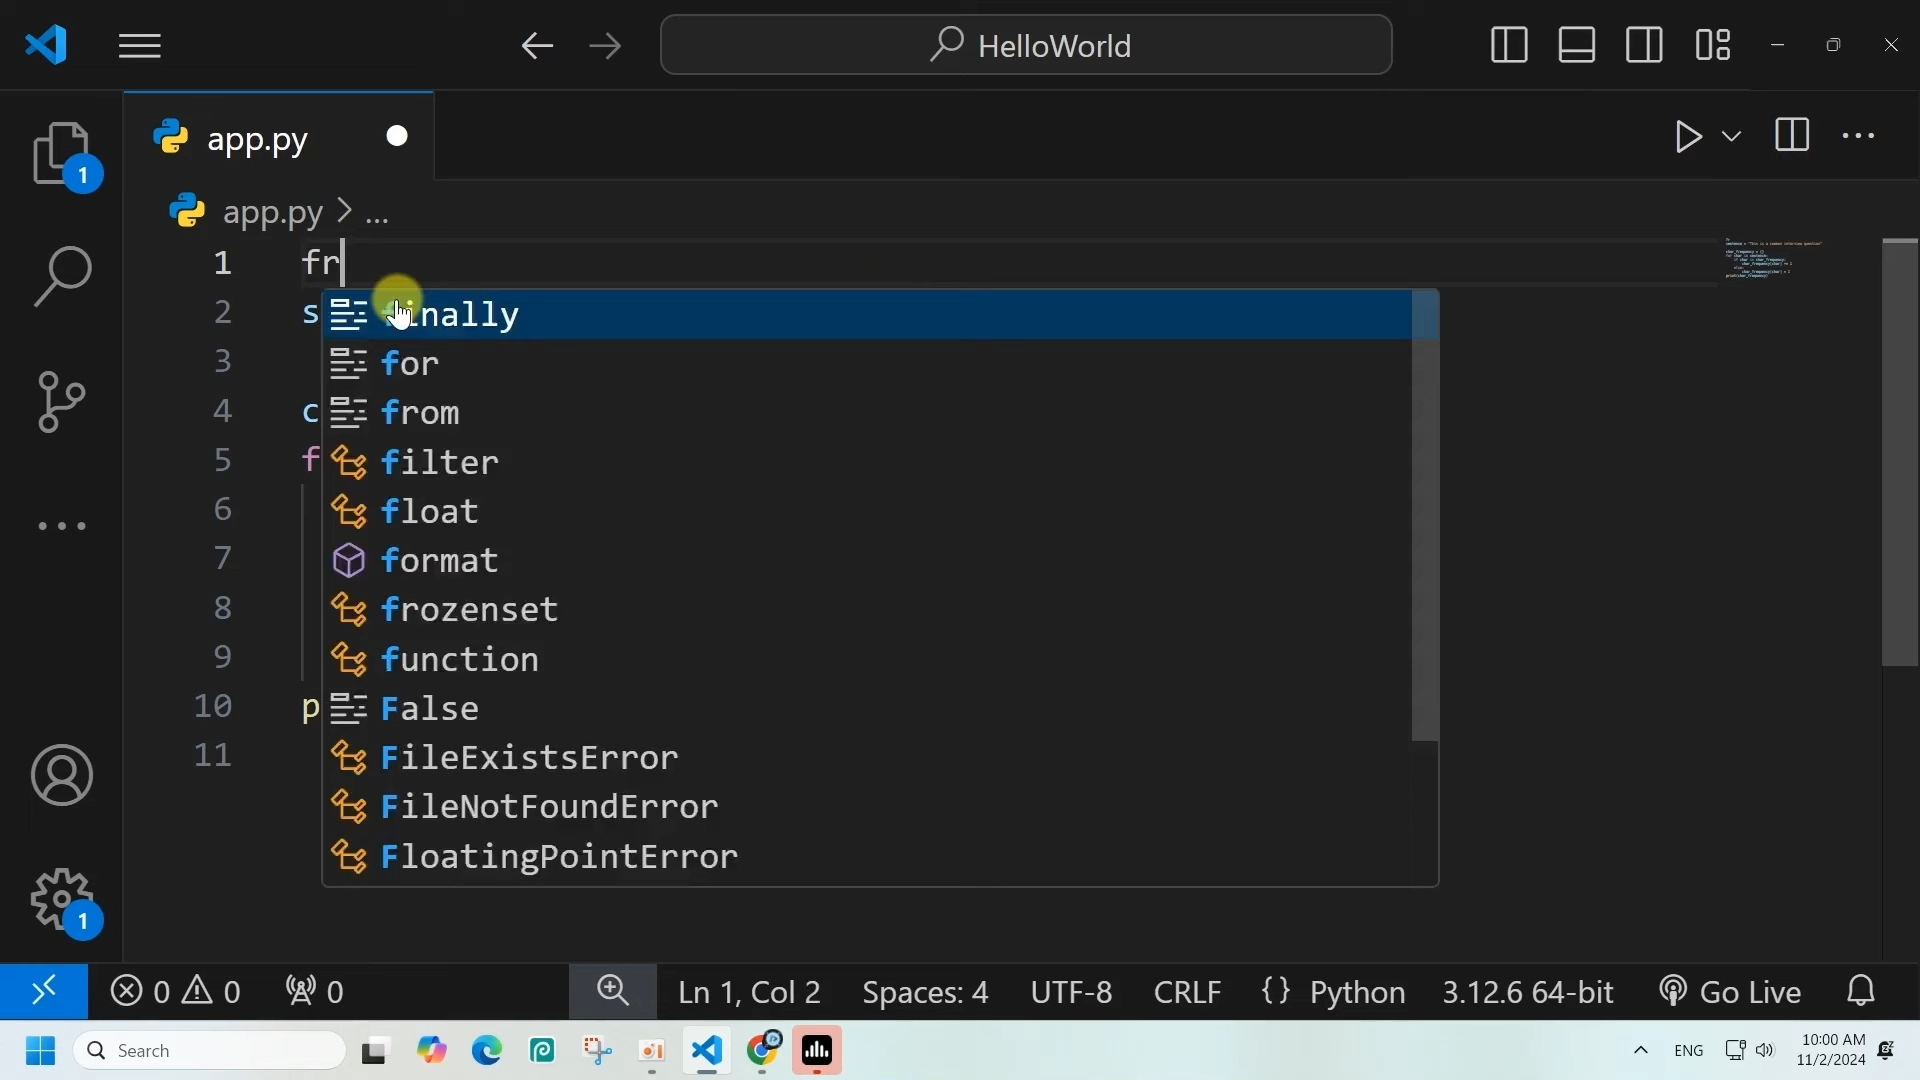 HelloWorld
app.py
1
app.py > ...
1 fr
finally
2 s
for
3
from
4 c
filter
5 f
float
6
format
7
frozenset
8
function
9
False
10 p
FileExistsError
11
FileNotFoundError
FloatingPointError
1
0 0 0 Ln 1, Col 2 Spaces: 4 UTF-8 CRLF {} Python 3.12.6 64-bit Go Live
Search ENG 10:00 AM
11/2/2024